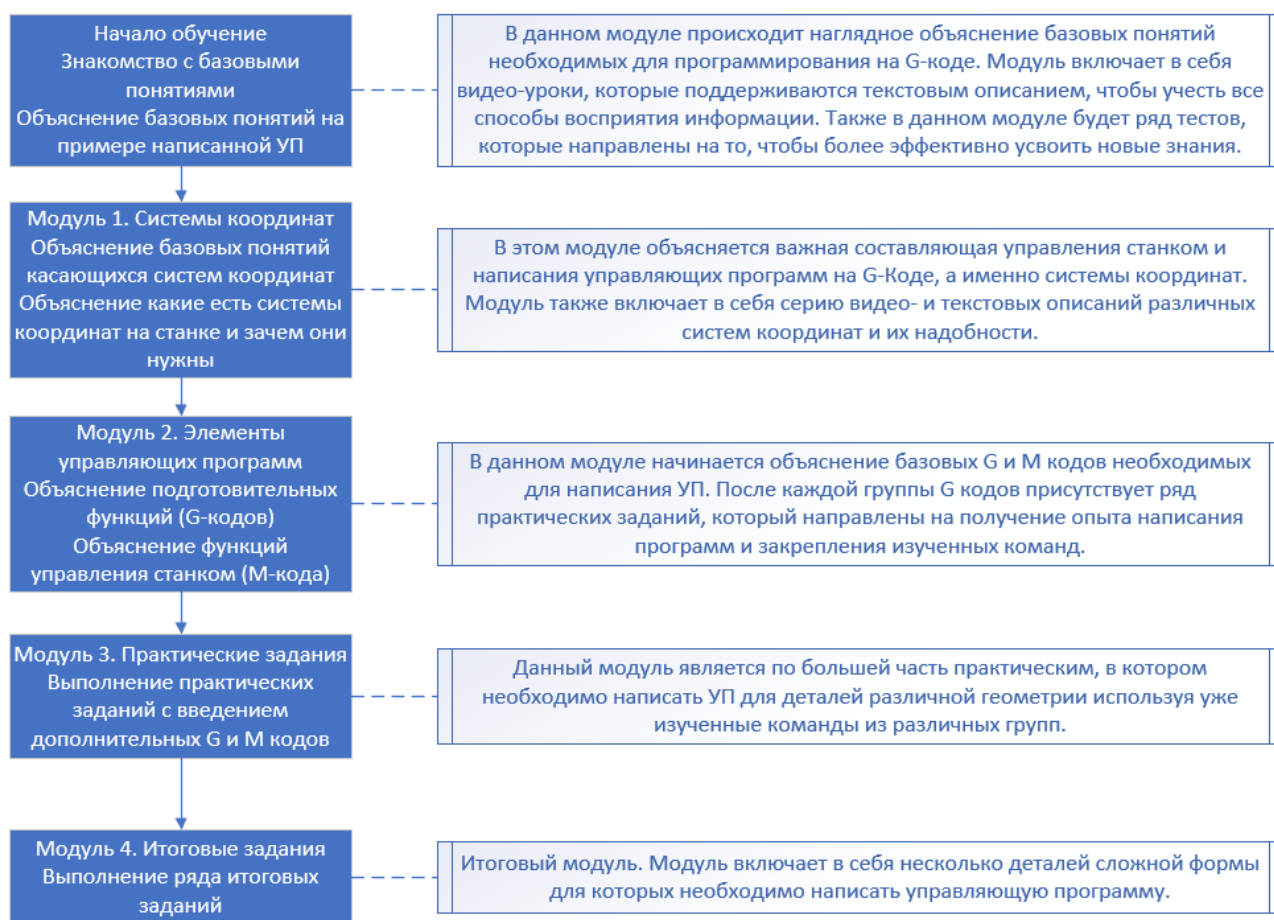 Начало обучение
Знакомство с базовыми
понятиями
Объяснение базовых понятий на
примере написанной УП
В данном модуле происходит наглядное объяснение базовых понятий
необходимых для программирования на G-коде. Модуль включает в себя
видео-уроки, которые поддерживаются текстовым описанием, чтобы учесть все
способы восприятия информации. Также в данном модуле будет ряд тестов,
которые направлены на то, чтобы более эффективно усвоить новые знания.
Модуль 1. Системы координат
Объяснение базовых понятий
касающихся систем координат
Объяснение какие есть системы
координат на станке и зачем они
нужны
В этом модуле объясняется важная составляющая управления станком и
написания управляющих программ на G-Коде, а именно системы координат.
Модуль также включает в себя серию видео- и текстовых описаний различных
систем координат и их надобности.
Модуль 2. Элементы
управляющих программ
Объяснение подготовительных
функций (G-кодов)
Объяснение функций
управления станком (M-кода)
В данном модуле начинается объяснение базовых G и M кодов необходимых
для написания УП. После каждой группы G кодов присутствует ряд
практических заданий, который направлены на получение опыта написания
программ и закрепления изученных команд.
Модуль 3. Практические задания
Выполнение практических
заданий с введением
дополнительных G и M кодов
Данный модуль является по большей часть практическим, в котором
необходимо написать УП для деталей различной геометрии используя уже
изученные команды из различных групп.
Модуль 4. Итоговые задания
Выполнение ряда итоговых
заданий
Итоговый модуль. Модуль включает в себя несколько деталей сложной формы
для которых необходимо написать управляющую программу.